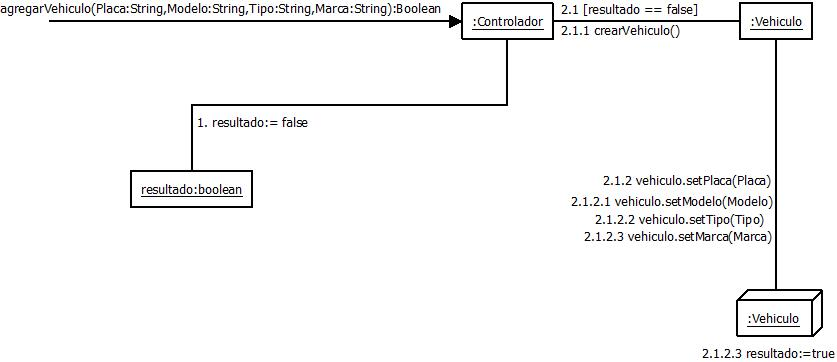 agregarVehiculo(Placa:String,Modelo:String,Tipo:String,Marca:String):Boolean
:Controlador
2.1 [resultado == false]
2.1.1 crearVehiculo()
:Vehiculo
1. resultado:= false
resultado:boolean
2.1.2 vehiculo.setPlaca(Placa)
2.1.2.1 vehiculo.setModelo(Modelo)
2.1.2.2 vehiculo.setTipo(Tipo)
2.1.2.3 vehiculo.setMarca(Marca)
:Vehiculo
2.1.2.3 resultado:=true